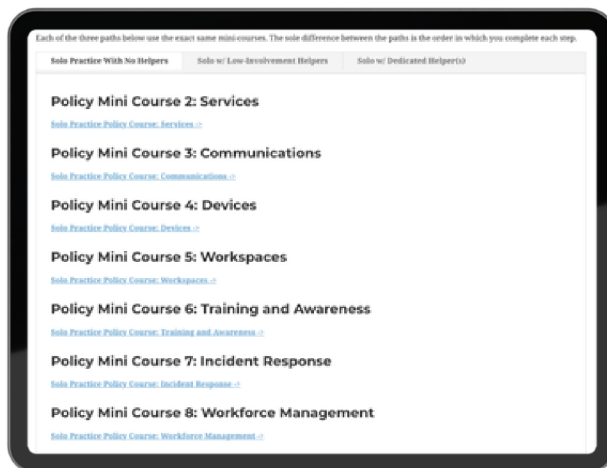 Each of the three paths below use the exact same mini-courses. The sole difference between the paths is the order in which you complete each step.
Solo Practice With No Helpers Solo w/ Low-Involvement Helpers Solo w/ Dedicated Helper(s)
Policy Mini Course 2: Services
Solo Practice Policy Course: Services ->
Policy Mini Course 3: Communications
Solo Practice Policy Course: Communications ->
Policy Mini Course 4: Devices
Solo Practice Policy Course: Devices ->
Policy Mini Course 5: Workspaces
Solo Practice Policy Course: Workspaces ->
Policy Mini Course 6: Training and Awareness
Solo Practice Policy Course: Training and Awareness ->
Policy Mini Course 7: Incident Response
Solo Practice Policy Course: Incident Response ->
Policy Mini Course 8: Workforce Management
Solo Practice Policy Course: Workforce Management ->